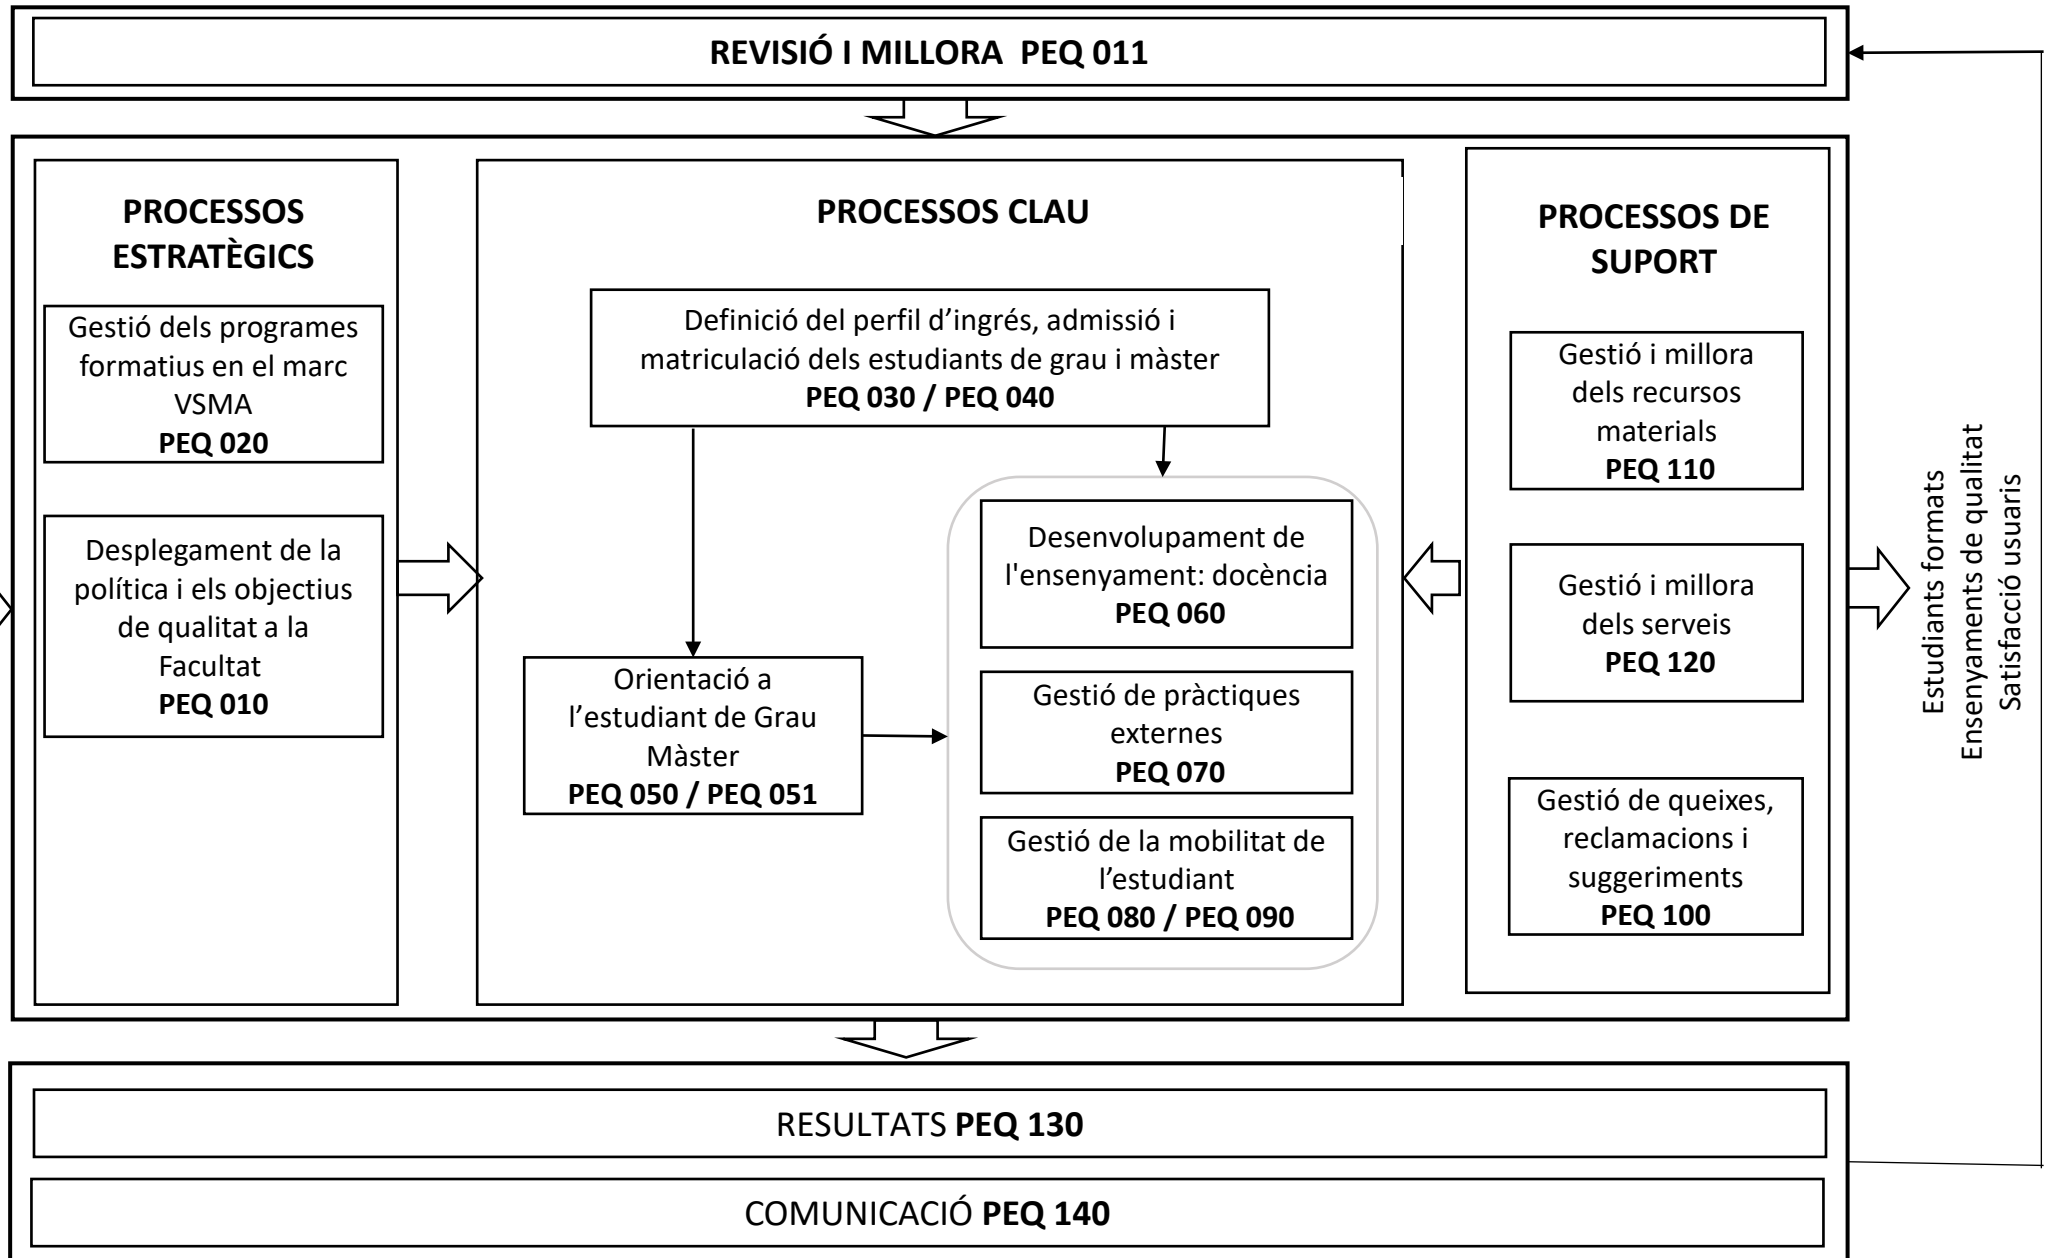 REVISIÓ I MILLORA PEQ 011
PROCESSOS
ESTRATÈGICS
Gestió dels programes
formatius en el marc
VSMA
PEQ 020
Desplegament de la
política i els objectius
de qualitat a la
Facultat
PEQ 010
PROCESSOS CLAU
Definició del perfil d’ingrés, admissió i
matriculació dels estudiants de grau i màster
PEQ 030 / PEQ 040
Orientació a
l’estudiant de Grau
Màster
PEQ 050 / PEQ 051
Desenvolupament de
l'ensenyament: docència
PEQ 060
Gestió de pràctiques
externes
PEQ 070
Gestió de la mobilitat de
l’estudiant
PEQ 080 / PEQ 090
PROCESSOS DE
SUPORT
Gestió i millora
dels recursos
materials
PEQ 110
Gestió i millora
dels serveis
PEQ 120
Gestió de queixes,
reclamacions i
suggeriments
PEQ 100
Estudiants formats
Ensenyaments de qualitat
Satisfacció usuaris
RESULTATS PEQ 130
COMUNICACIÓ PEQ 140